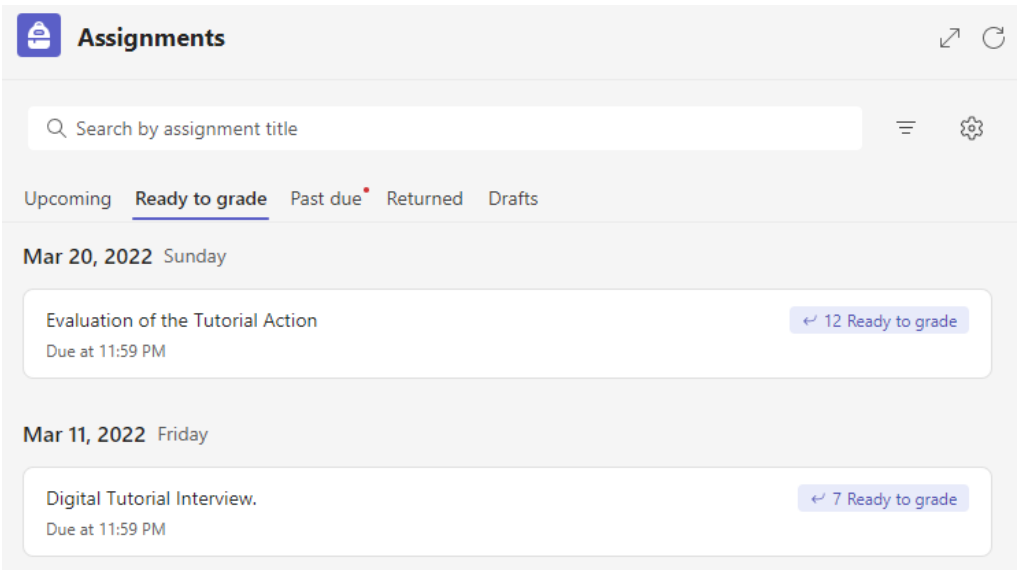 Assignments
Search by assignment title
Upcoming Ready to grade Past due Returned Drafts
Mar 20, 2022 Sunday
Evaluation of the Tutorial Action
12 Ready to grade
Due at 11:59 PM
Mar 11, 2022 Friday
Digital Tutorial Interview.
7 Ready to grade
Due at 11:59 PM